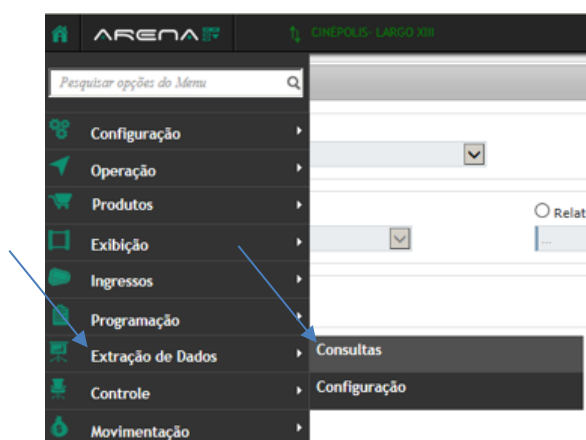 ARENA
CINÉPOLIS- LARGO XIII
Pesquisar opções do Menu
Configuração
Operação
Produtos
Relat
Exibição
...
Ingressos
Programação
Extração de Dados
Consultas
Controle
Configuração
Movimentação